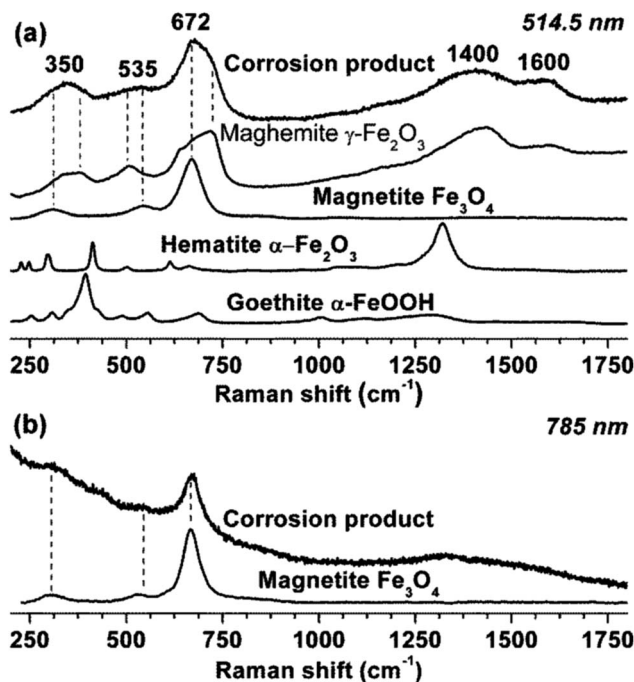 (a)
514.5 nm
672
350
535
1400
1600
Corrosion product
Maghemite γ-Fe₂O₃
Magnetite Fe₃O₄
Hematite α–Fe₂O₃
Goethite α-FeOOH
250 500 750 1000 1250 1500 1750
Raman shift (cm⁻¹)
(b)
785 nm
Corrosion product
Magnetite Fe₃O₄
250 500 750 1000 1250 1500 1750
Raman shift (cm⁻¹)